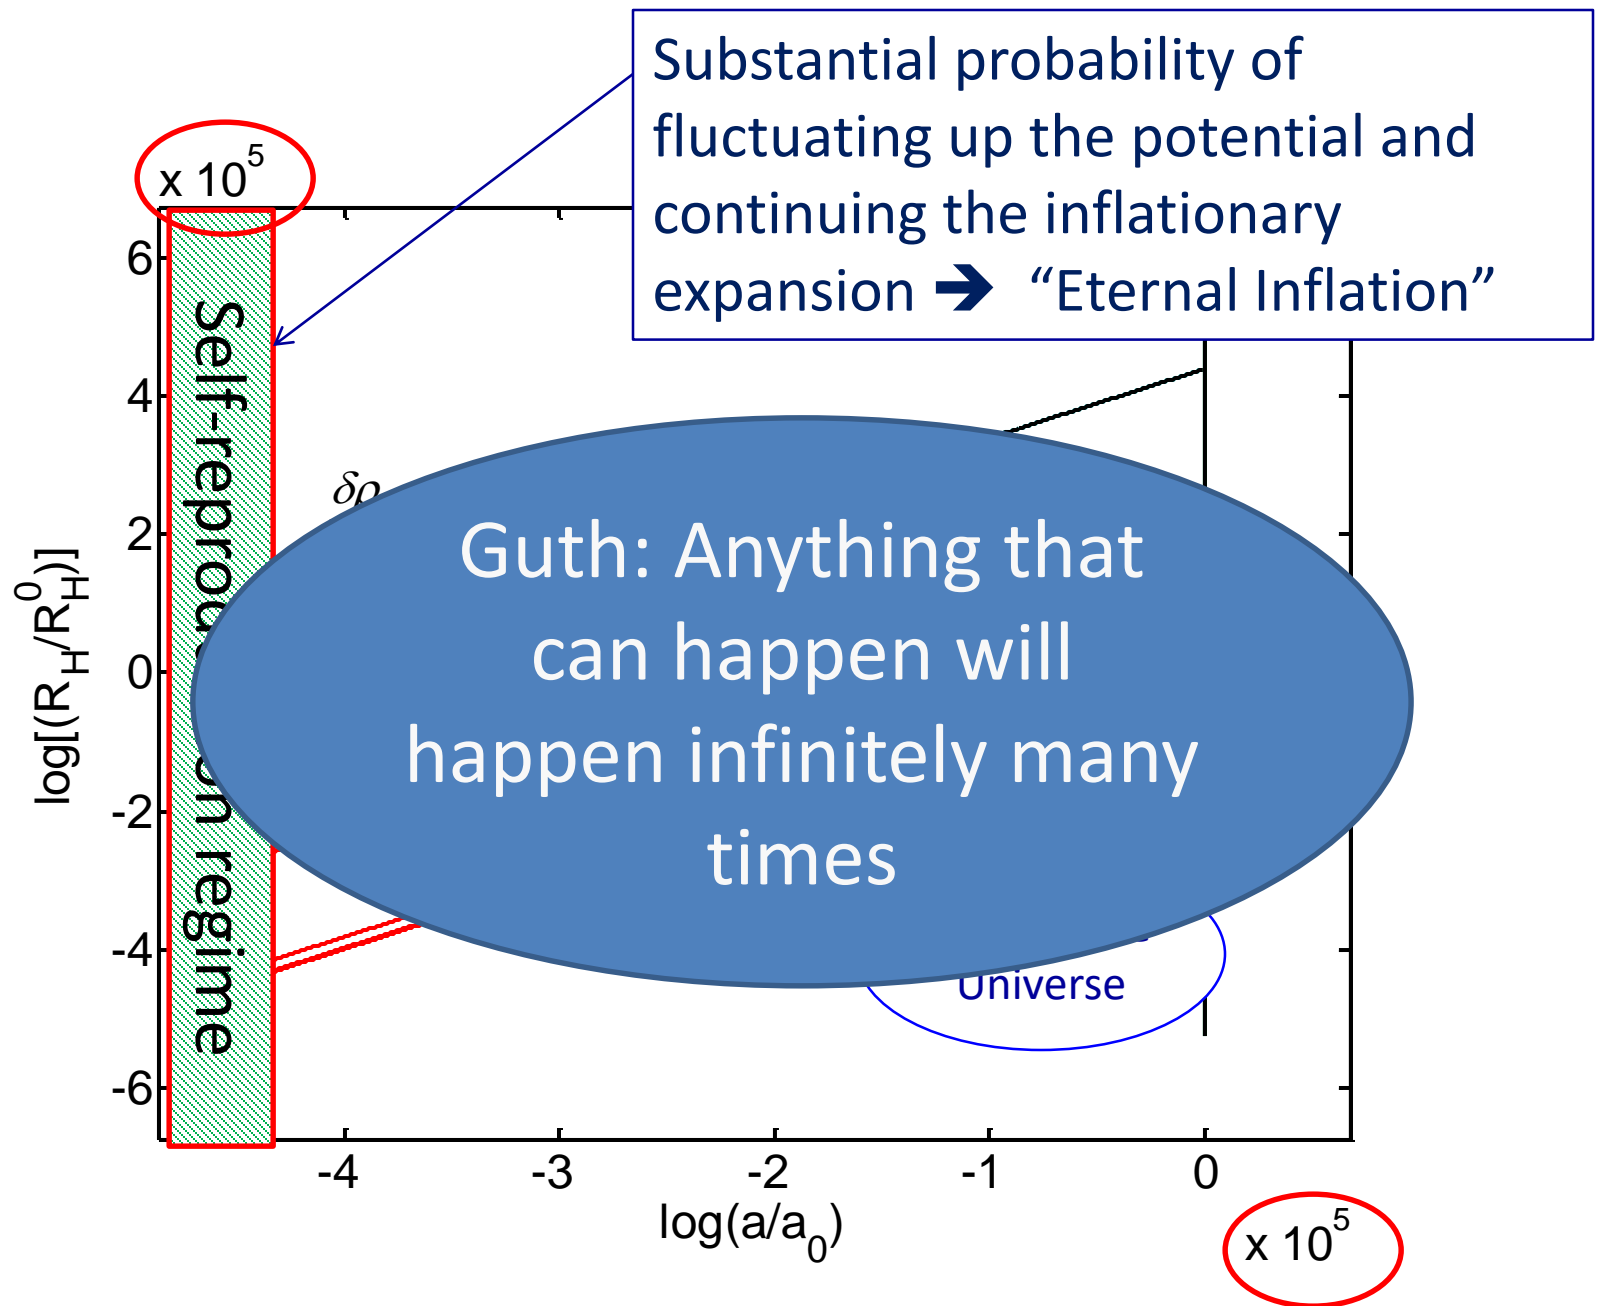 Substantial probability of
fluctuating up the potential and
continuing the inflationary
expansion ➔ “Eternal Inflation”
x 10^5
6
4
2
0
-2
-4
-6
log[(R_H/R_H^0)]
regime
δρ
Guth: Anything that
can happen will
happen infinitely many
times
Universe
-4
-3
-2
-1
0
log(a/a_0)
x 10^5